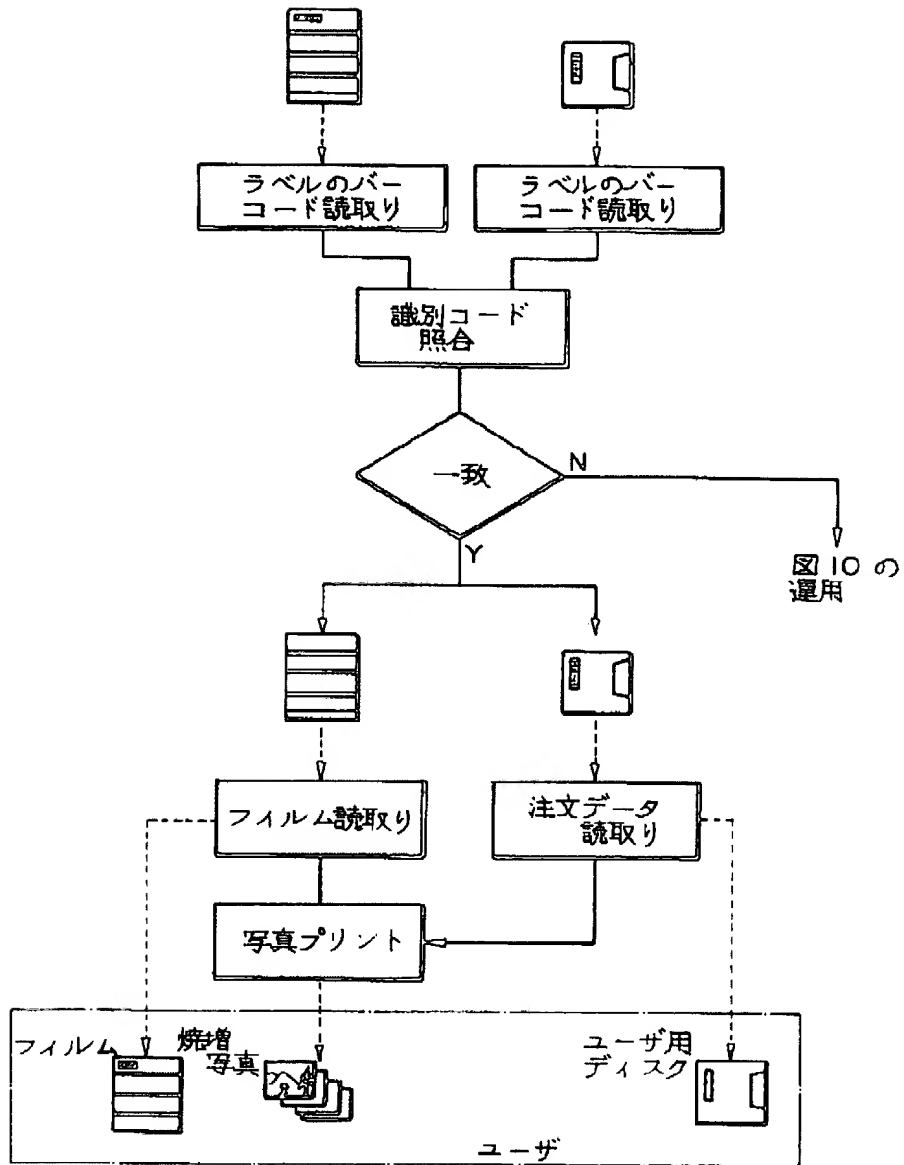 ラベルのバー
コード読取り
ラベルのバー
コード読取り
識別コード
照合
一致
N
Y
図10の
運用
フィルム読取り
注文データ
読取り
写真プリント
フィルム
焼増
写真
ユーザ用
ディスク
ユーザ